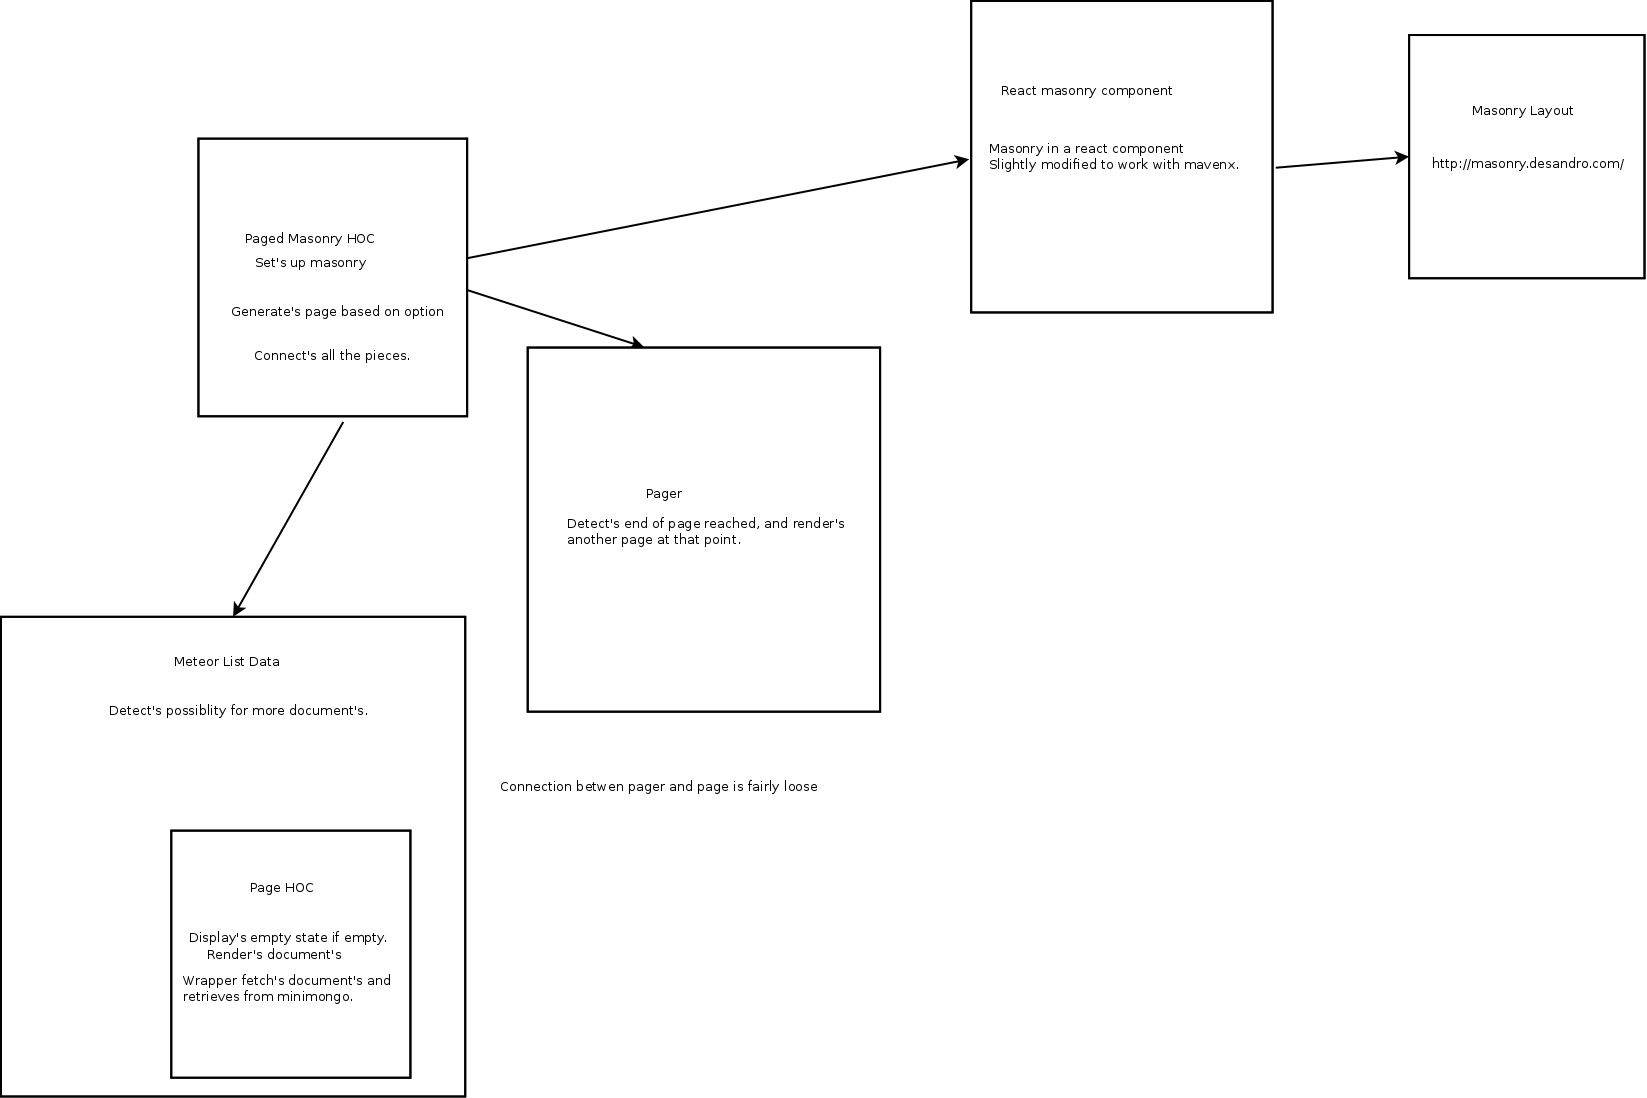 React masonry component
Masonry in a react component
Slightly modified to work with mavenx.
Masonry Layout
http://masonry.desandro.com/
Paged Masonry HOC
Set's up masonry
Generate's page based on option
Connect's all the pieces.
Pager
Detect's end of page reached, and render's
another page at that point.
Meteor List Data
Detect's possiblity for more document's.
Connection betwen pager and page is fairly loose
Page HOC
Display's empty state if empty.
Render's document's
Wrapper fetch's document's and
retrieves from minimongo.